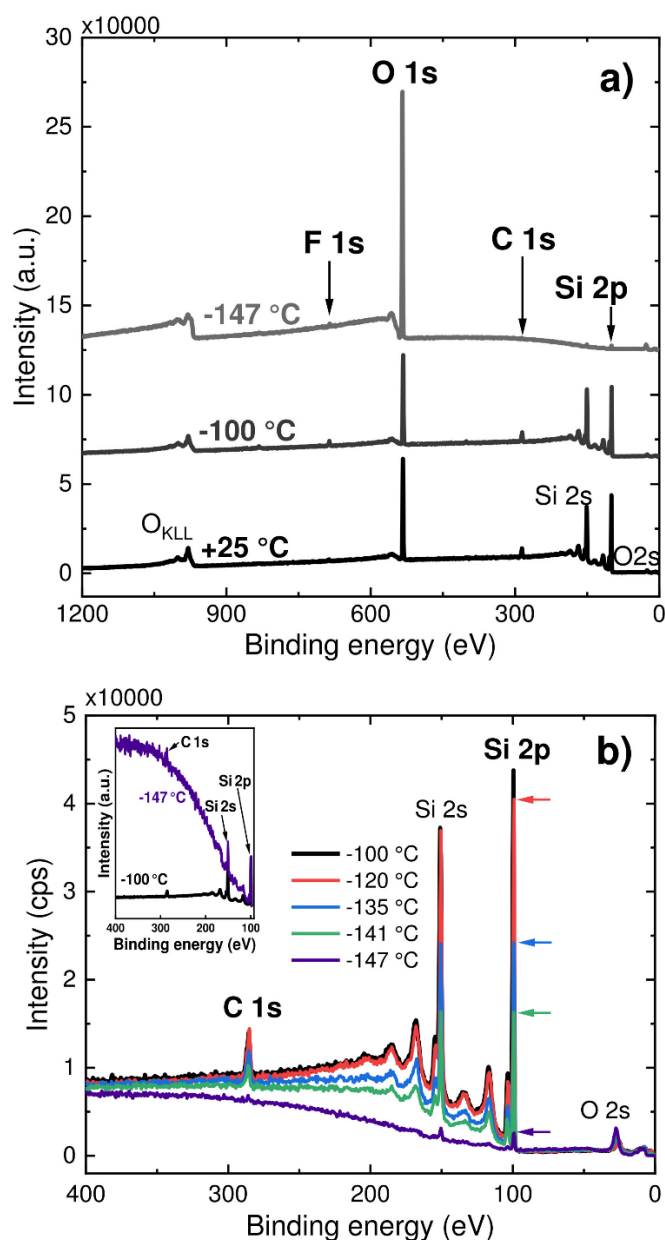 x10000
30
25
20
15
10
5
0
Intensity (a.u.)
a)
O 1s
F 1s
C 1s
Si 2p
-147 °C
-100 °C
+25 °C
O_KLL
Si 2s
O2s
1200 900 600 300 0
Binding energy (eV)
x10000
5
4
3
2
1
0
Intensity (cps)
b)
Si 2p
Si 2s
C 1s
O 2s
-100 °C
-120 °C
-135 °C
-141 °C
-147 °C
C 1s
Si 2p
Si 2s
-147 °C
-100 °C
Intensity (a.u.)
400 300 200 100
Binding energy (eV)
400 300 200 100 0
Binding energy (eV)